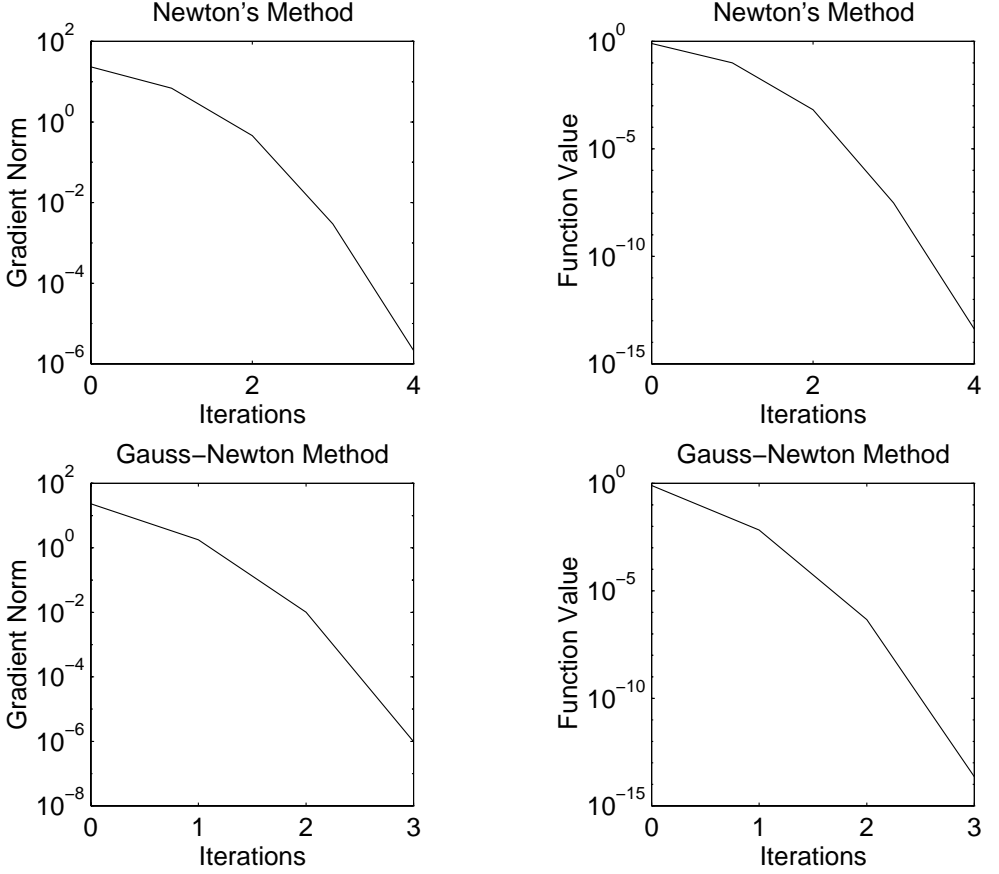 Newton's Method
Gradient Norm
10^2
10^0
10^−2
10^−4
10^−6
0 2 4
Iterations
Newton's Method
Function Value
10^0
10^−5
10^−10
10^−15
0 2 4
Iterations
Gauss−Newton Method
Gradient Norm
10^2
10^0
10^−2
10^−4
10^−6
10^−8
0 1 2 3
Iterations
Gauss−Newton Method
Function Value
10^0
10^−5
10^−10
10^−15
0 1 2 3
Iterations